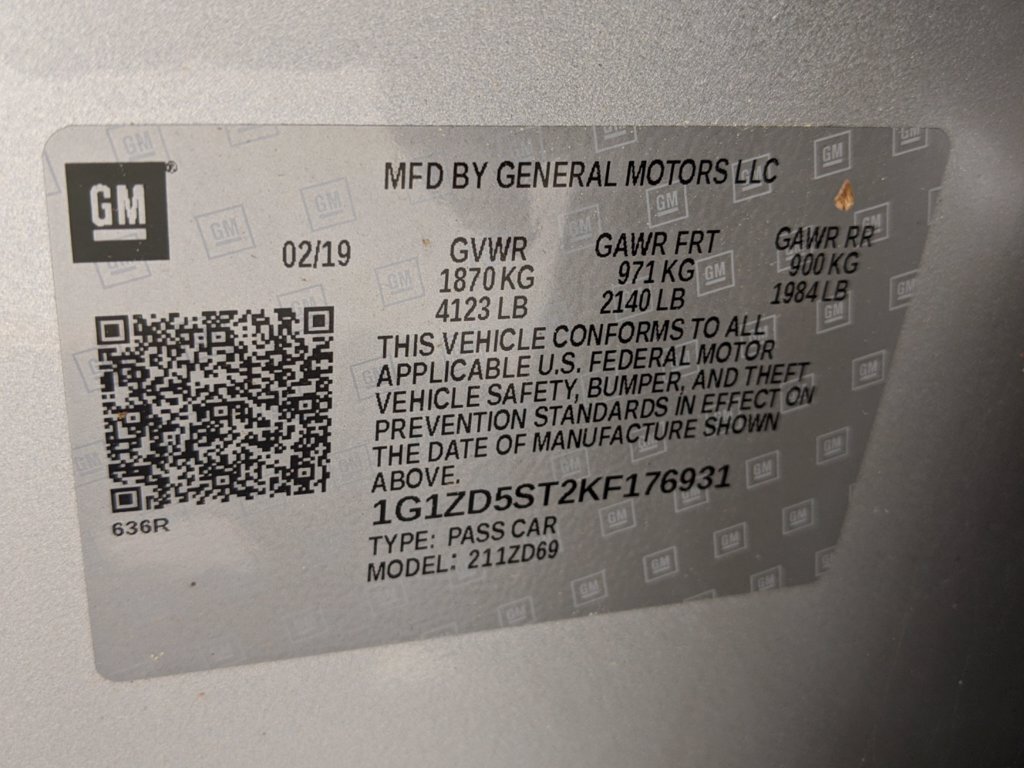 GM
MFD BY GENERAL MOTORS LLC
02/19
GVWR
1870 KG
4123 LB
GAWR FRT
971 KG
2140 LB
GAWR RR
900 KG
1984 LB
THIS VEHICLE CONFORMS TO ALL
APPLICABLE U.S. FEDERAL MOTOR
VEHICLE SAFETY, BUMPER, AND THEFT
PREVENTION STANDARDS IN EFFECT ON
THE DATE OF MANUFACTURE SHOWN
ABOVE.
1G1ZD5ST2KF176931
TYPE: PASS CAR
MODEL: 211ZD69
636R